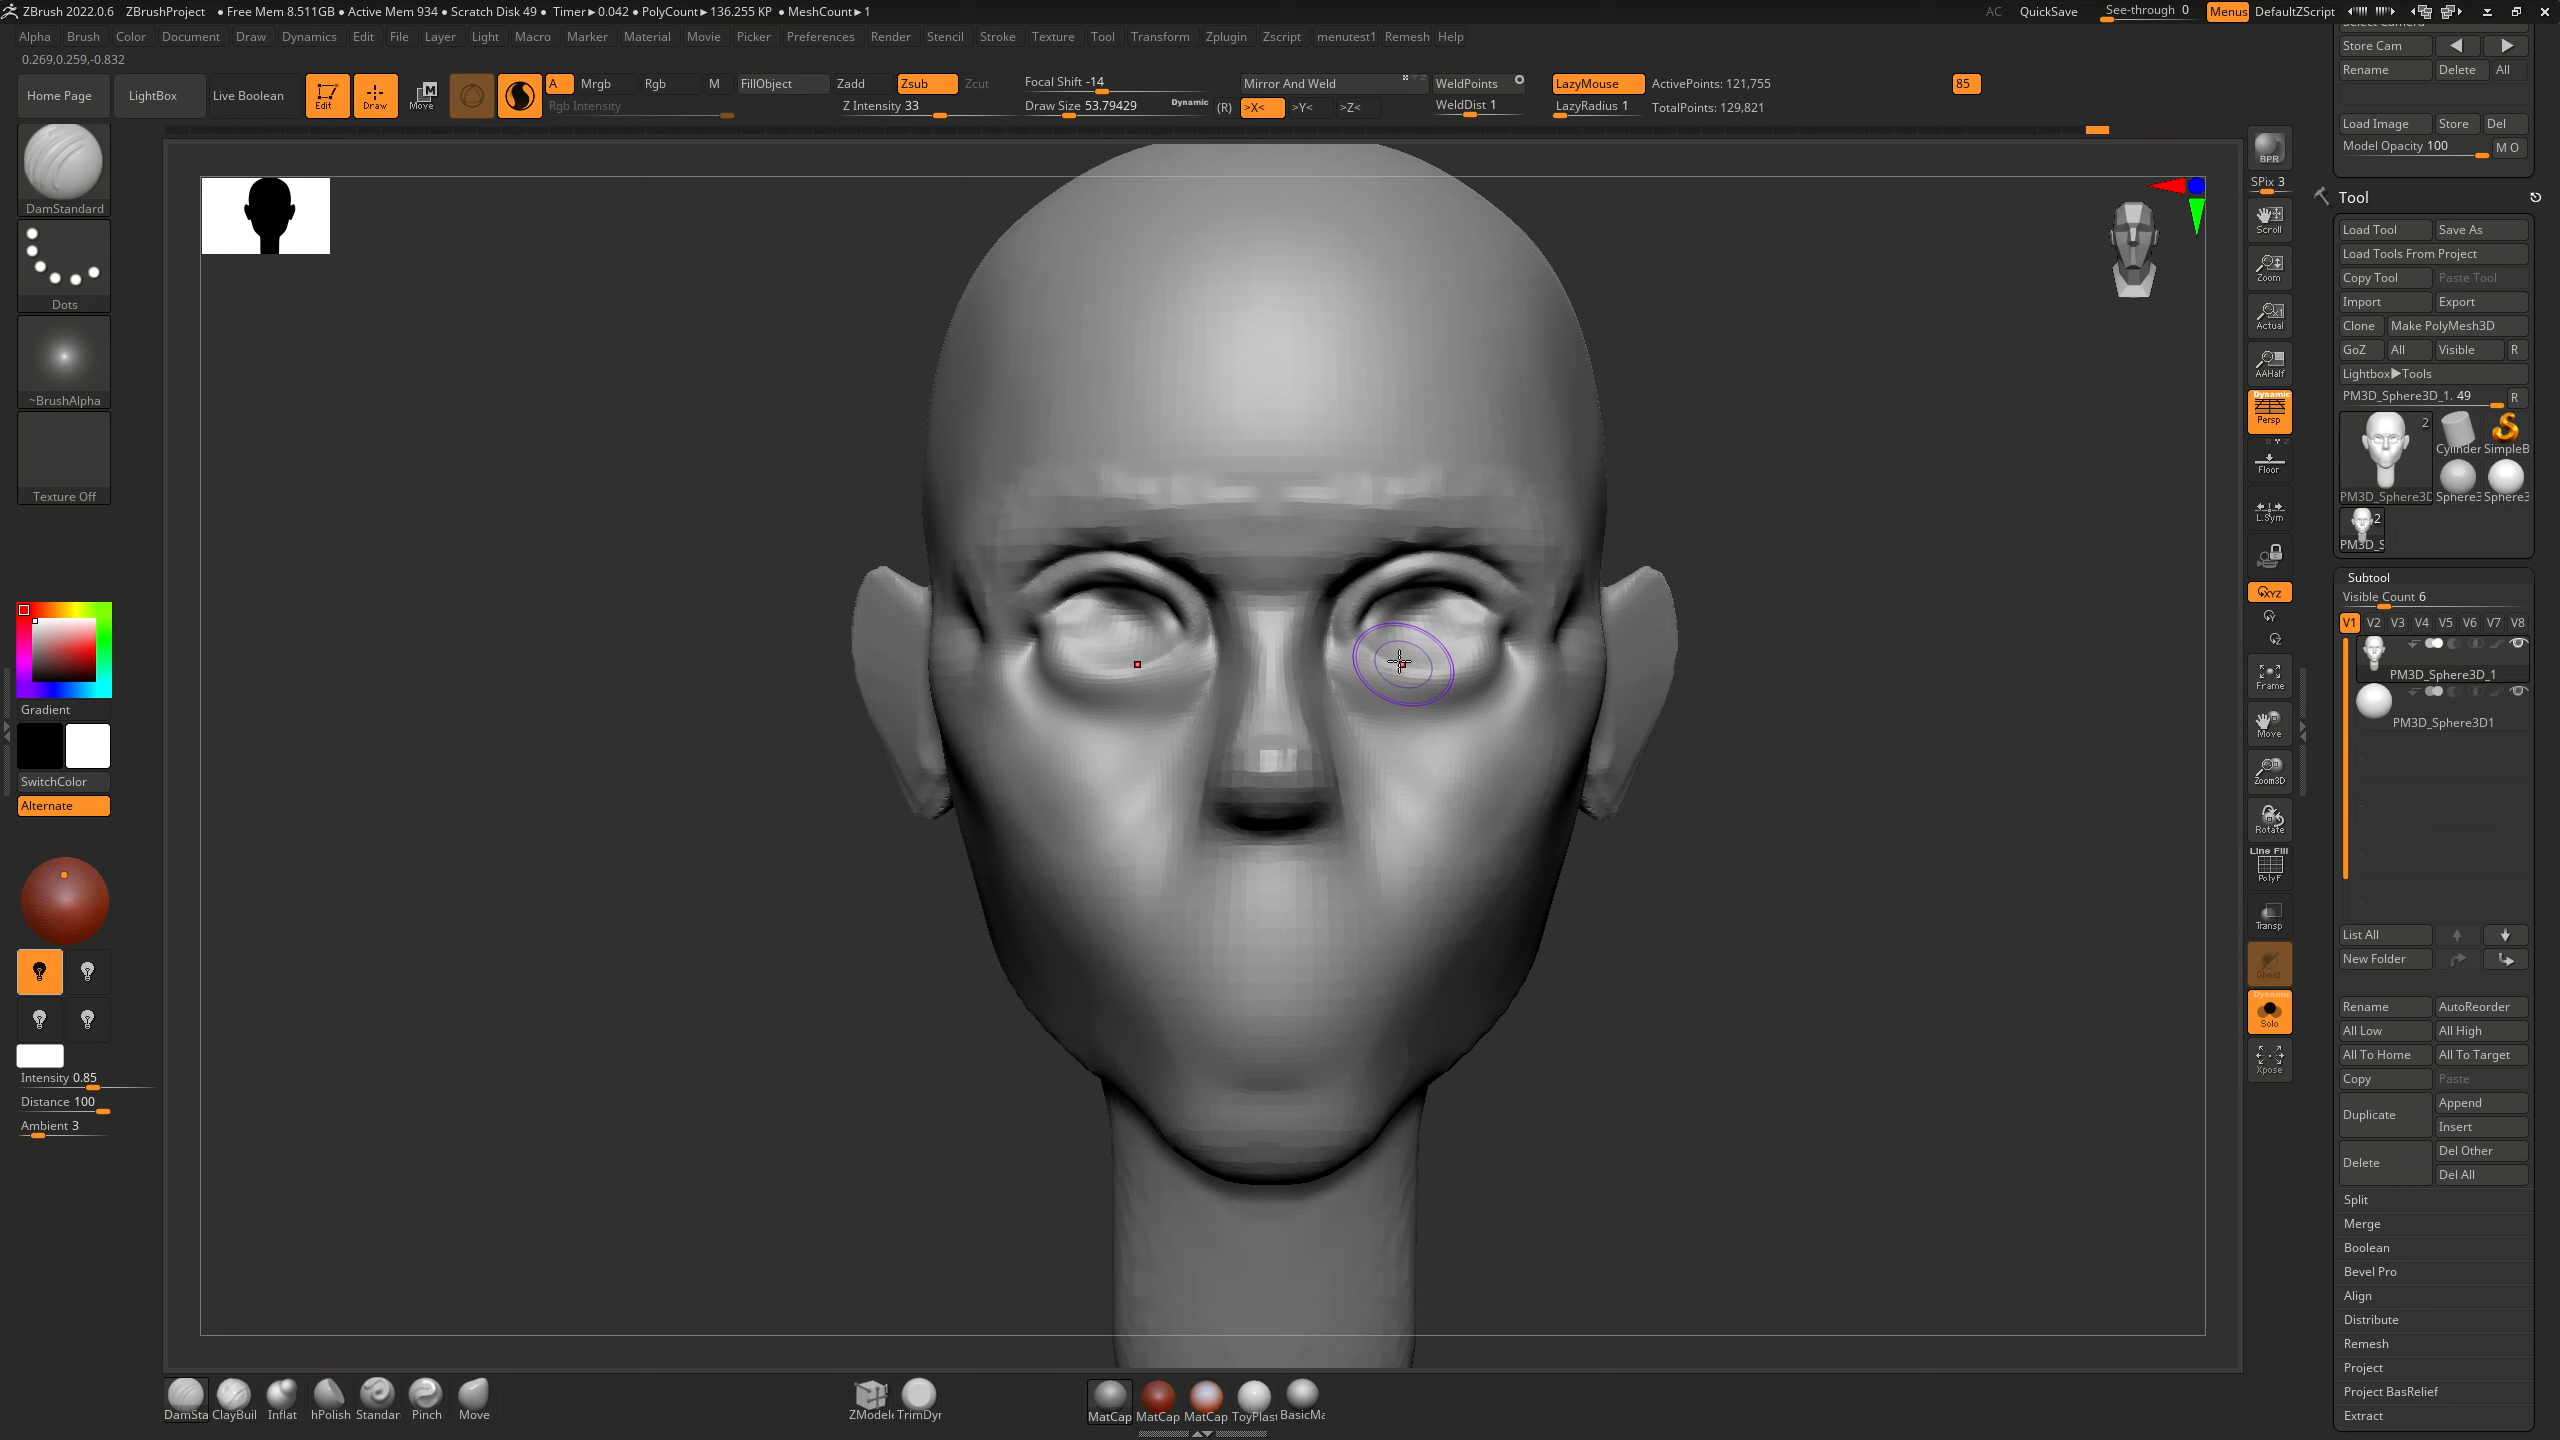 ZBrush 2022.0.6 ZBrushProject • Free Mem 8.511GB • Active Mem 934 • Scratch Disk 49 • Timer▸0.042 • PolyCount▸136.255 KP • MeshCount▸1 AC QuickSave See-through 0 Menus DefaultZScript
Alpha Brush Color Document Draw Dynamics Edit File Layer Light Macro Marker Material Movie Picker Preferences Render Stencil Stroke Texture Tool Transform Zplugin Zscript menutest1 Remesh Help
0.269,0.259,-0.832
Home Page LightBox Live Boolean Edit Draw Move A Mrgb Rgb M FillObject Zadd Zsub Zcut Focal Shift -14 Mirror And Weld WeldPoints LazyMouse ActivePoints: 121,755 85
Rgb Intensity Z Intensity 33 Draw Size 53.79429 Dynamic (R) >X< >Y< >Z< WeldDist 1 LazyRadius 1 TotalPoints: 129,821
DamStandard
Dots
~BrushAlpha
Texture Off
Gradient
SwitchColor
Alternate
Intensity 0.85
Distance 100
Ambient 3
BPR
SPix 3
Scroll
Zoom
Actual
AAHalf
Dynamic
Persp
Floor
L.Sym
XYZ
Y
Z
Frame
Move
Zoom3D
Rotate
Line Fill
PolyF
Transp
Ghost
Dynamic
Solo
Xpose
Select Camera
Store Cam
Rename Delete All
Load Image Store Del
Model Opacity 100 M O
Tool
Load Tool Save As
Load Tools From Project
Copy Tool Paste Tool
Import Export
Clone Make PolyMesh3D
GoZ All Visible R
Lightbox▶Tools
PM3D_Sphere3D_1. 49 R
2
Cylinder SimpleB
PM3D_Sphere3D Sphere3 Sphere3
2
PM3D_S
Subtool
Visible Count 6
V1 V2 V3 V4 V5 V6 V7 V8
PM3D_Sphere3D_1
PM3D_Sphere3D1
List All
New Folder
Rename AutoReorder
All Low All High
All To Home All To Target
Copy Paste
Duplicate Append
Insert
Delete Del Other
Del All
Split
Merge
Boolean
Bevel Pro
Align
Distribute
Remesh
Project
Project BasRelief
Extract
DamSta ClayBuil Inflat hPolish Standar Pinch Move ZModele TrimDyr MatCap MatCap MatCap ToyPlas BasicMa